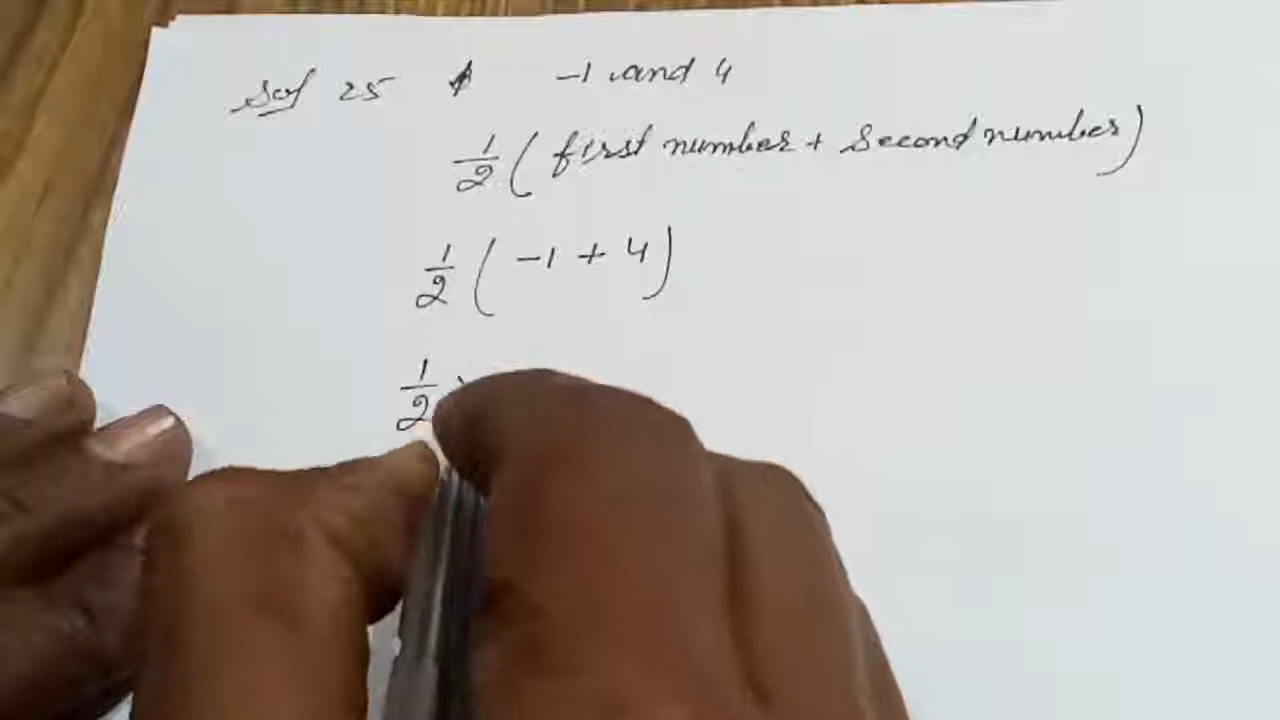 Sol 25 -1 and 4
1/2 ( first number + Second number )
1/2 ( -1 + 4 )
1/2